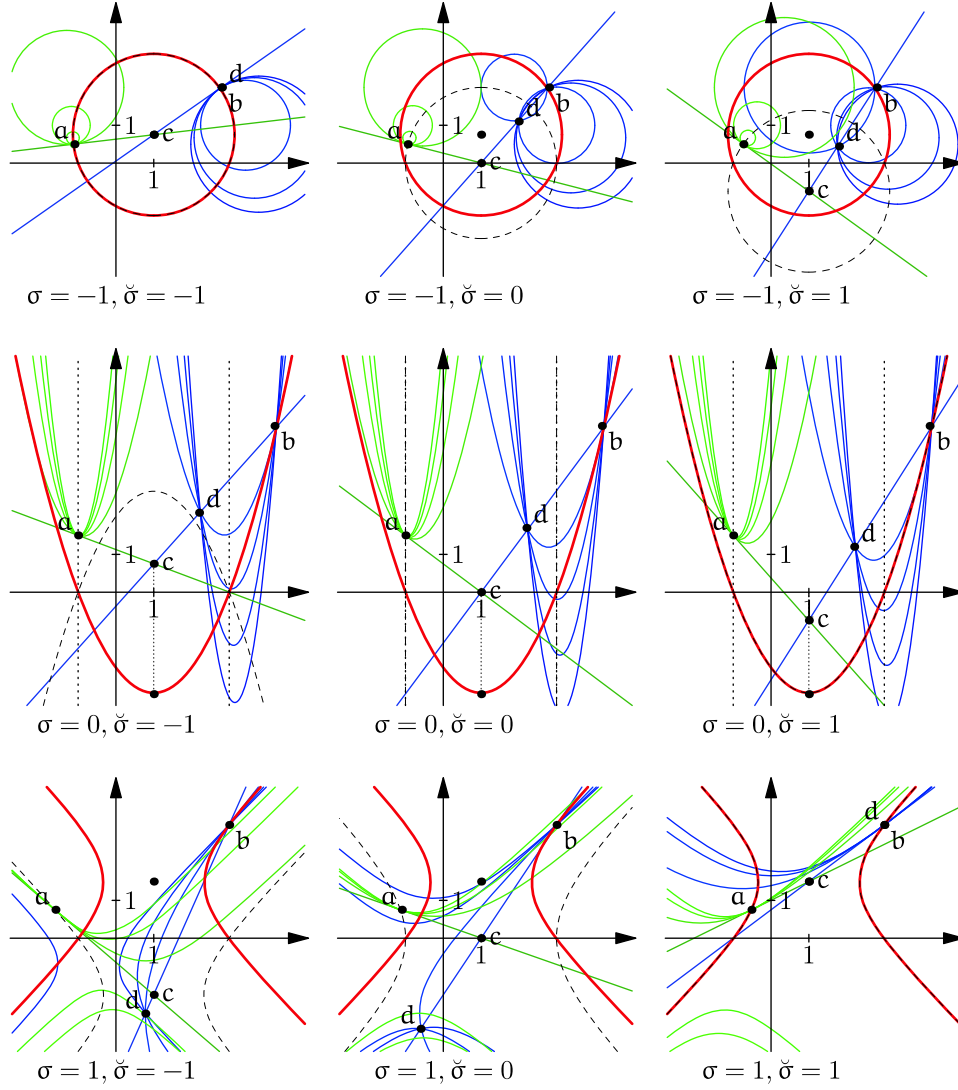 d
b
a 1 c
1
σ = −1, σ̆ = −1
b
d
a 1
c
1
σ = −1, σ̆ = 0
b
a 1 d
1
c
σ = −1, σ̆ = 1
b
a d
1 c
1
σ = 0, σ̆ = −1
b
a d
1
c
1
σ = 0, σ̆ = 0
b
a d
1
1
c
σ = 0, σ̆ = 1
b
a 1
1
d c
σ = 1, σ̆ = −1
b
a 1
c
1
d
σ = 1, σ̆ = 0
d
b
a 1 c
1
σ = 1, σ̆ = 1